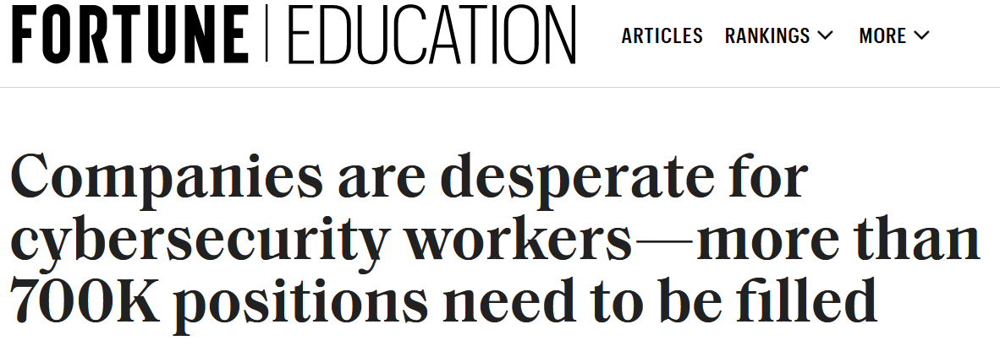 FORTUNE | EDUCATION ARTICLES RANKINGS MORE
Companies are desperate for
cybersecurity workers—more than
700K positions need to be filled